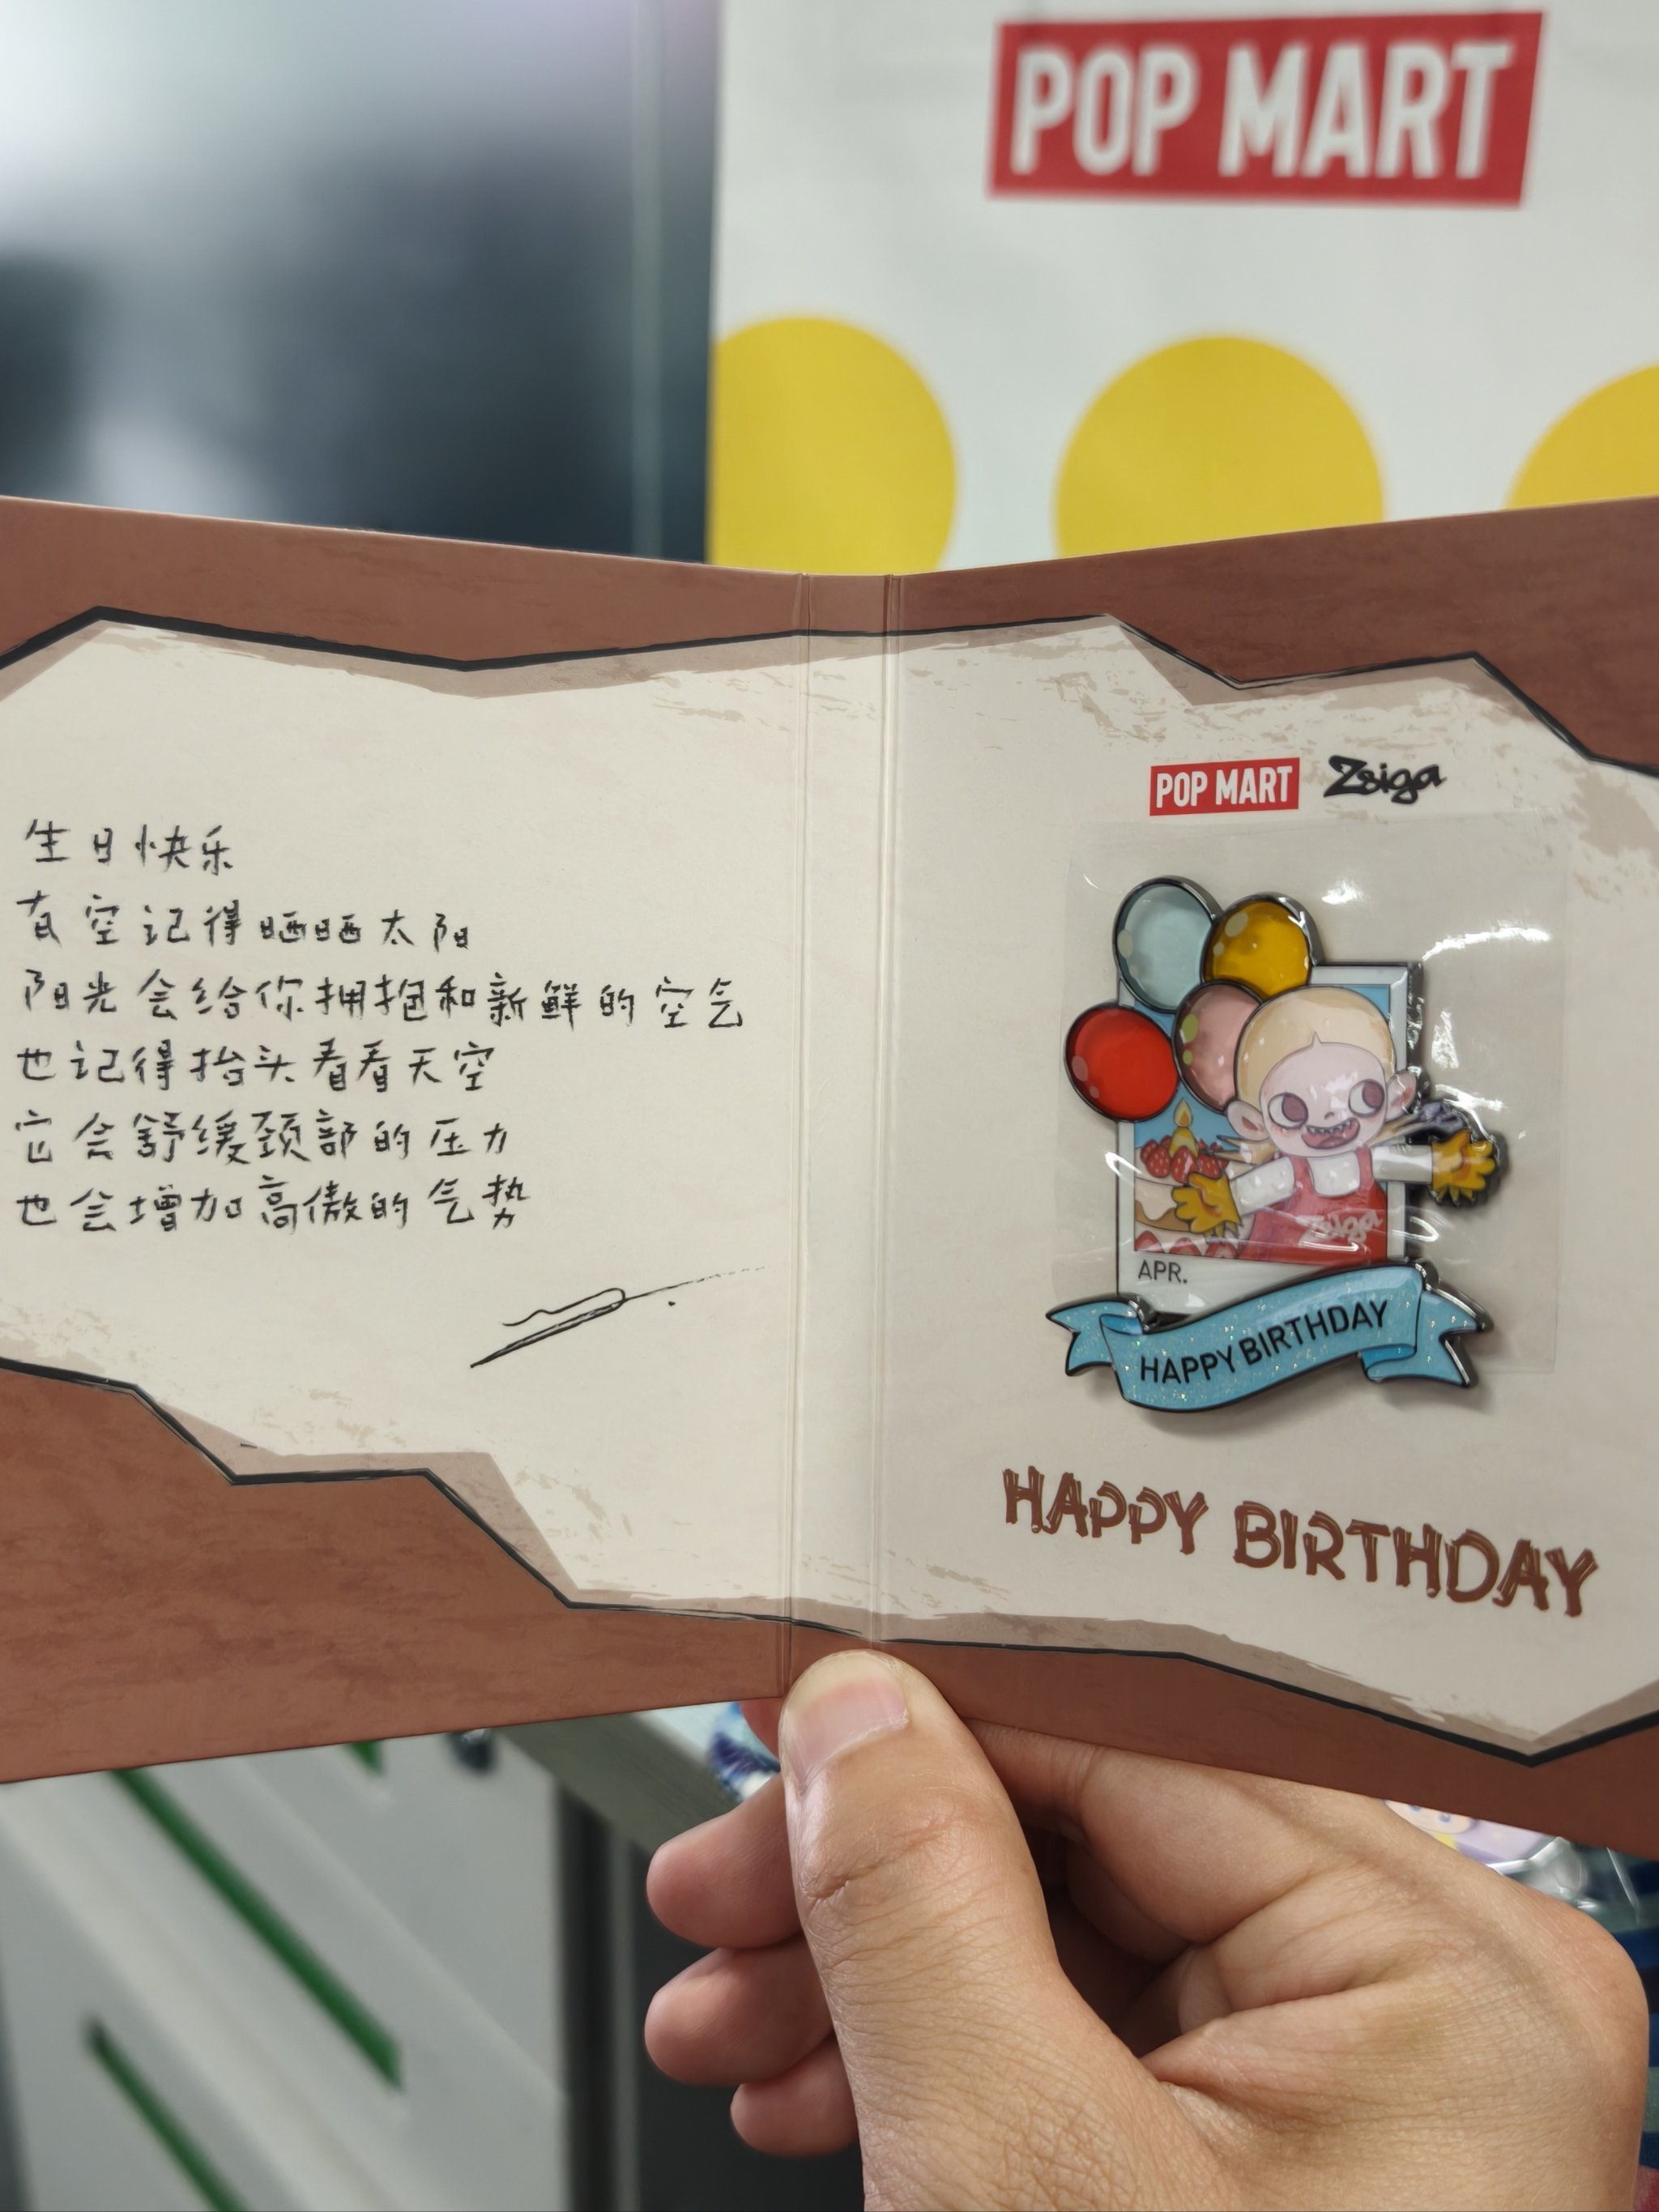 POP MART
生日快乐
有空记得晒晒太阳
阳光会给你拥抱和新鲜的空气
也记得抬头看看天空
它会舒缓颈部的压力
也会增加高傲的气势
POP MART Zsiga
Zsiga
APR.
HAPPY BIRTHDAY
HAPPY BIRTHDAY